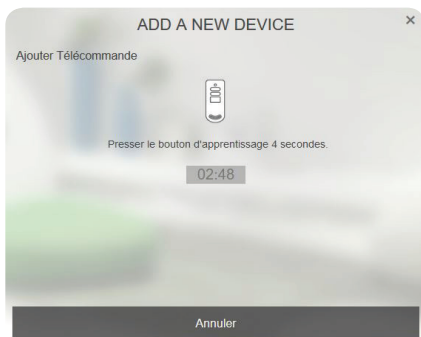 ADD A NEW DEVICE
×
Ajouter Télécommande
Presser le bouton d'apprentissage 4 secondes.
02:48
Annuler